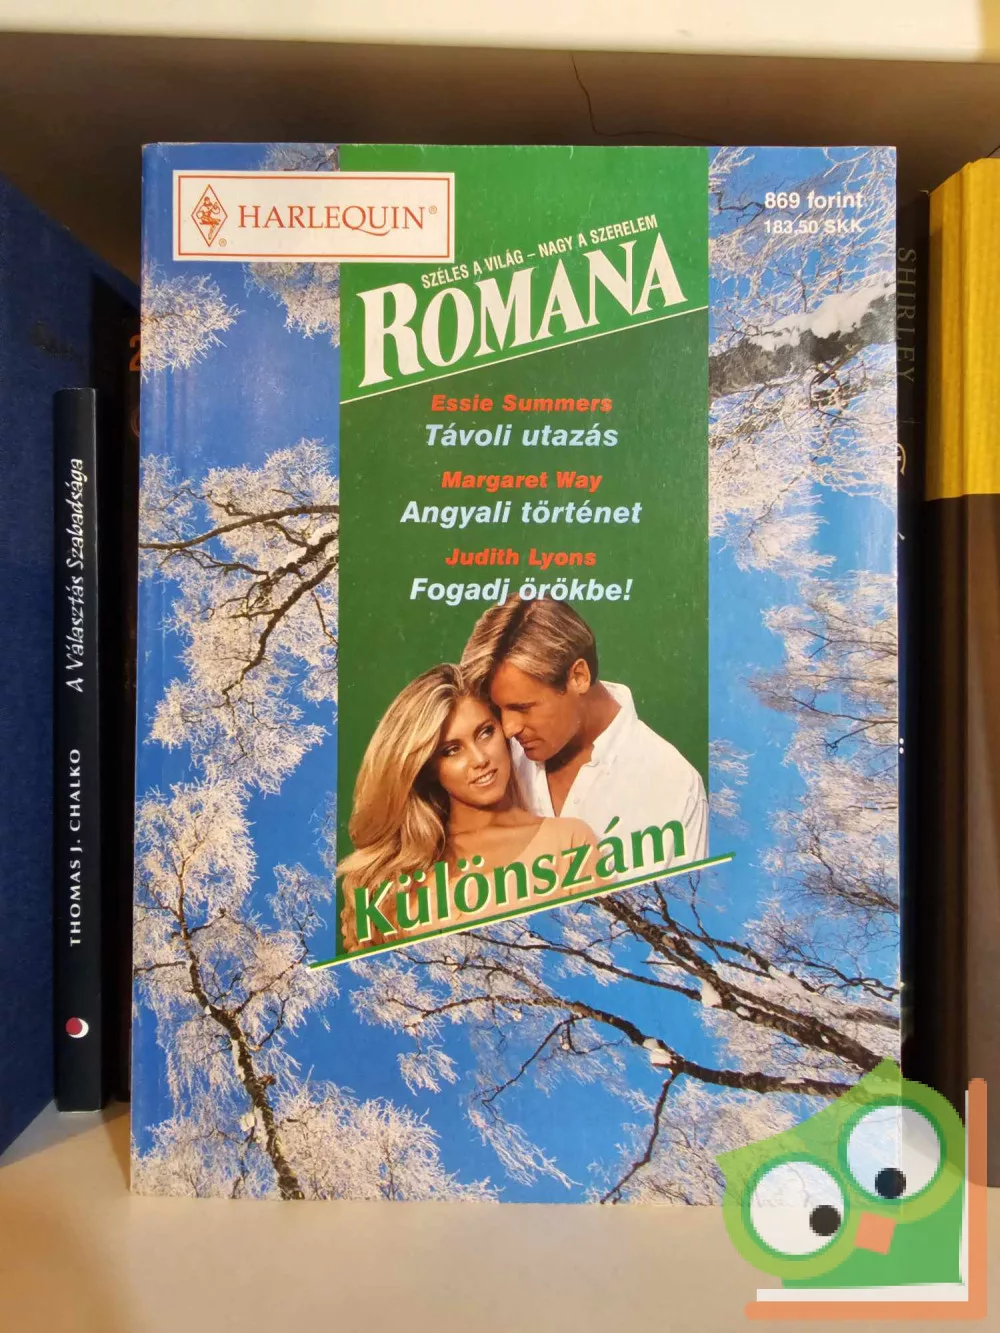 HARLEQUIN®
869 forint
183,50 SKK
SZÉLES A VILÁG – NAGY A SZERELEM
ROMANA
Essie Summers
Távoli utazás
Margaret Way
Angyali történet
Judith Lyons
Fogadj örökbe!
Különszám
THOMAS J. CHALKO
A Választás Szabadsága
SHIRLEY